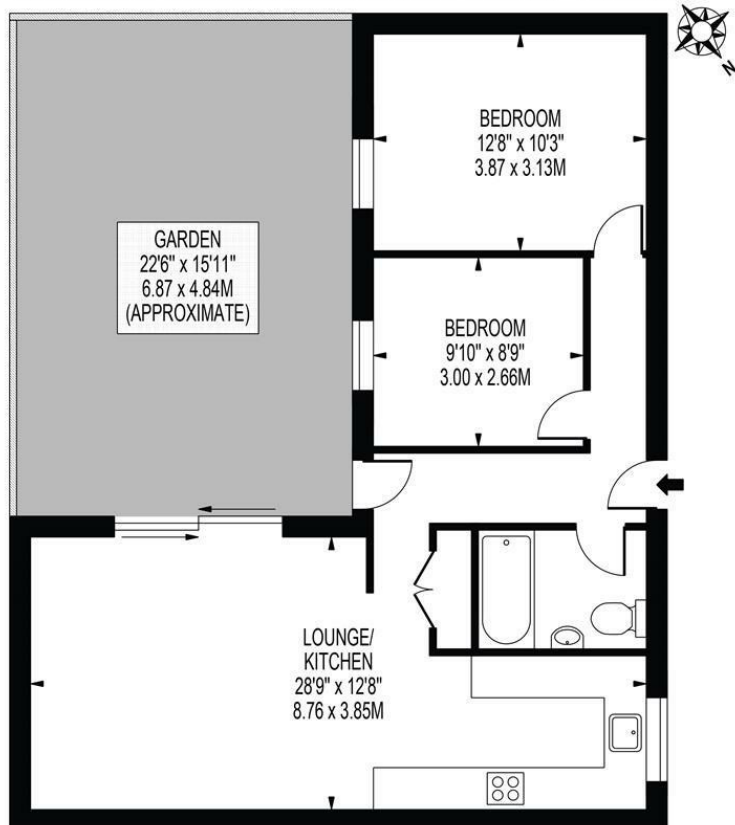 N
BEDROOM
12'8" x 10'3"
3.87 x 3.13M
GARDEN
22'6" x 15'11"
6.87 x 4.84M
(APPROXIMATE)
BEDROOM
9'10" x 8'9"
3.00 x 2.66M
LOUNGE/
KITCHEN
28'9" x 12'8"
8.76 x 3.85M